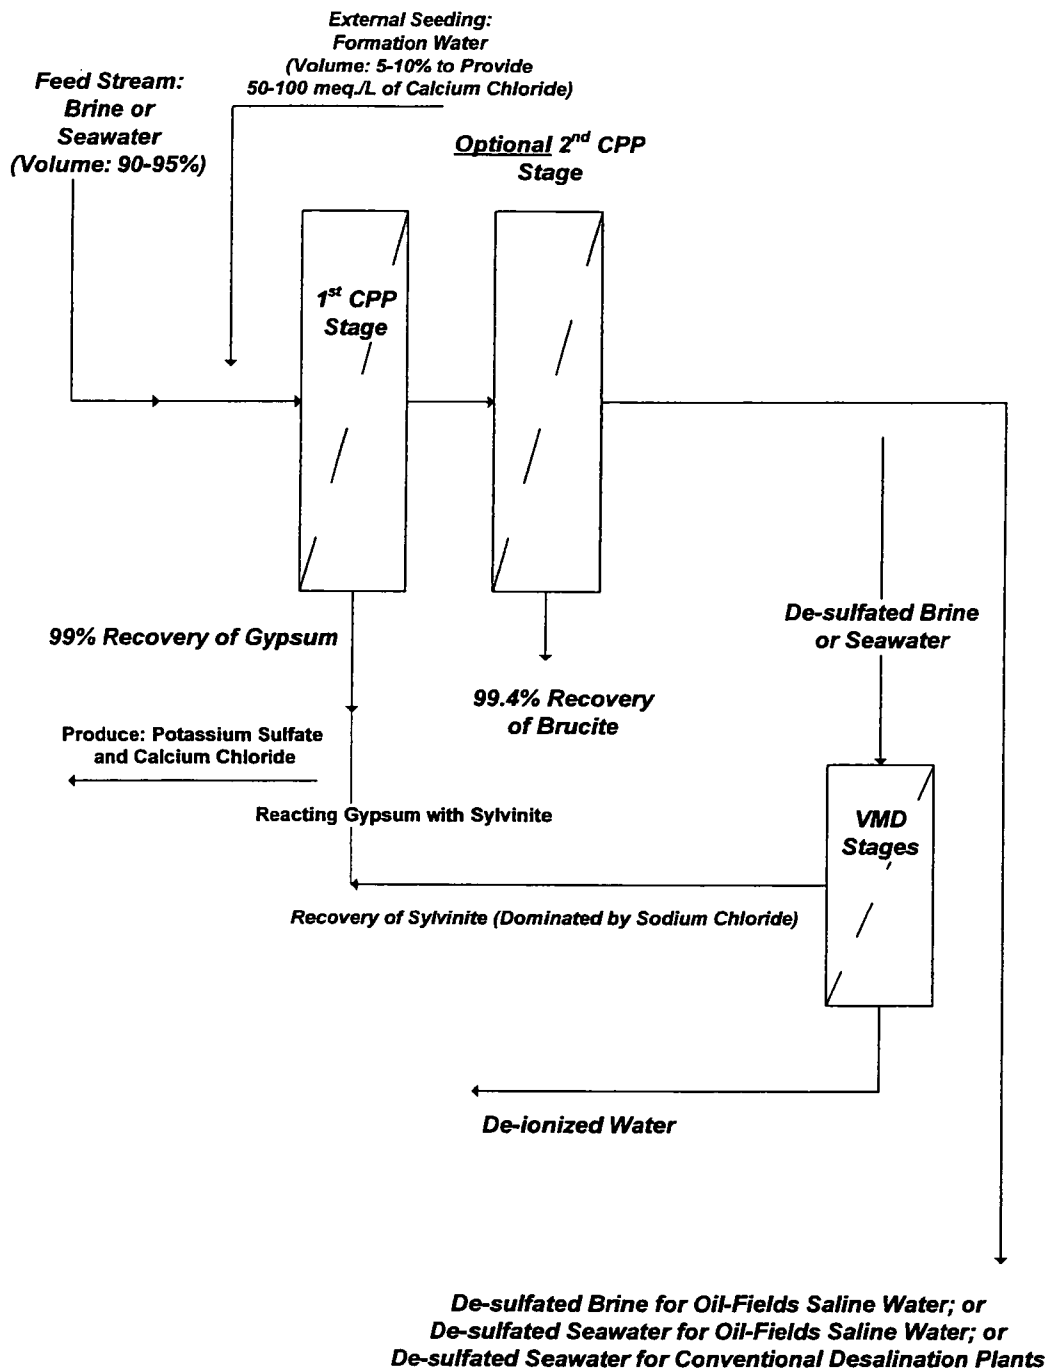 External Seeding:
Formation Water
(Volume: 5-10% to Provide
50-100 meq./L of Calcium Chloride)
Feed Stream:
Brine or
Seawater
(Volume: 90-95%)
Optional 2nd CPP
Stage
1st CPP
Stage
99% Recovery of Gypsum
De-sulfated Brine
or Seawater
99.4% Recovery
of Brucite
Produce: Potassium Sulfate
and Calcium Chloride
Reacting Gypsum with Sylvinite
VMD
Stages
Recovery of Sylvinite (Dominated by Sodium Chloride)
De-ionized Water
De-sulfated Brine for Oil-Fields Saline Water; or
De-sulfated Seawater for Oil-Fields Saline Water; or
De-sulfated Seawater for Conventional Desalination Plants